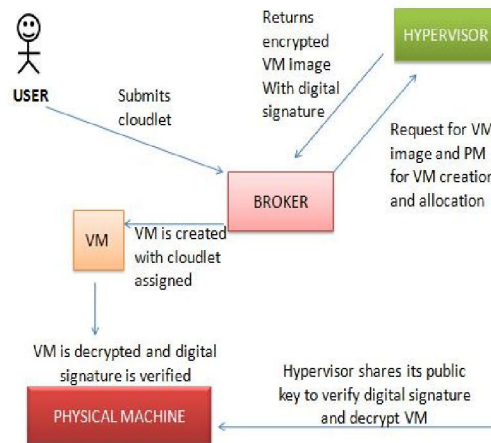 USER
Submits
cloudlet
Returns
encrypted
VM image
With digital
signature
HYPERVISOR
Request for VM
image and PM
for VM creation
and allocation
BROKER
VM
VM is created
with cloudlet
assigned
VM is decrypted and digital
signature is verified
PHYSICAL MACHINE
Hypervisor shares its public
key to verify digital signature
and decrypt VM